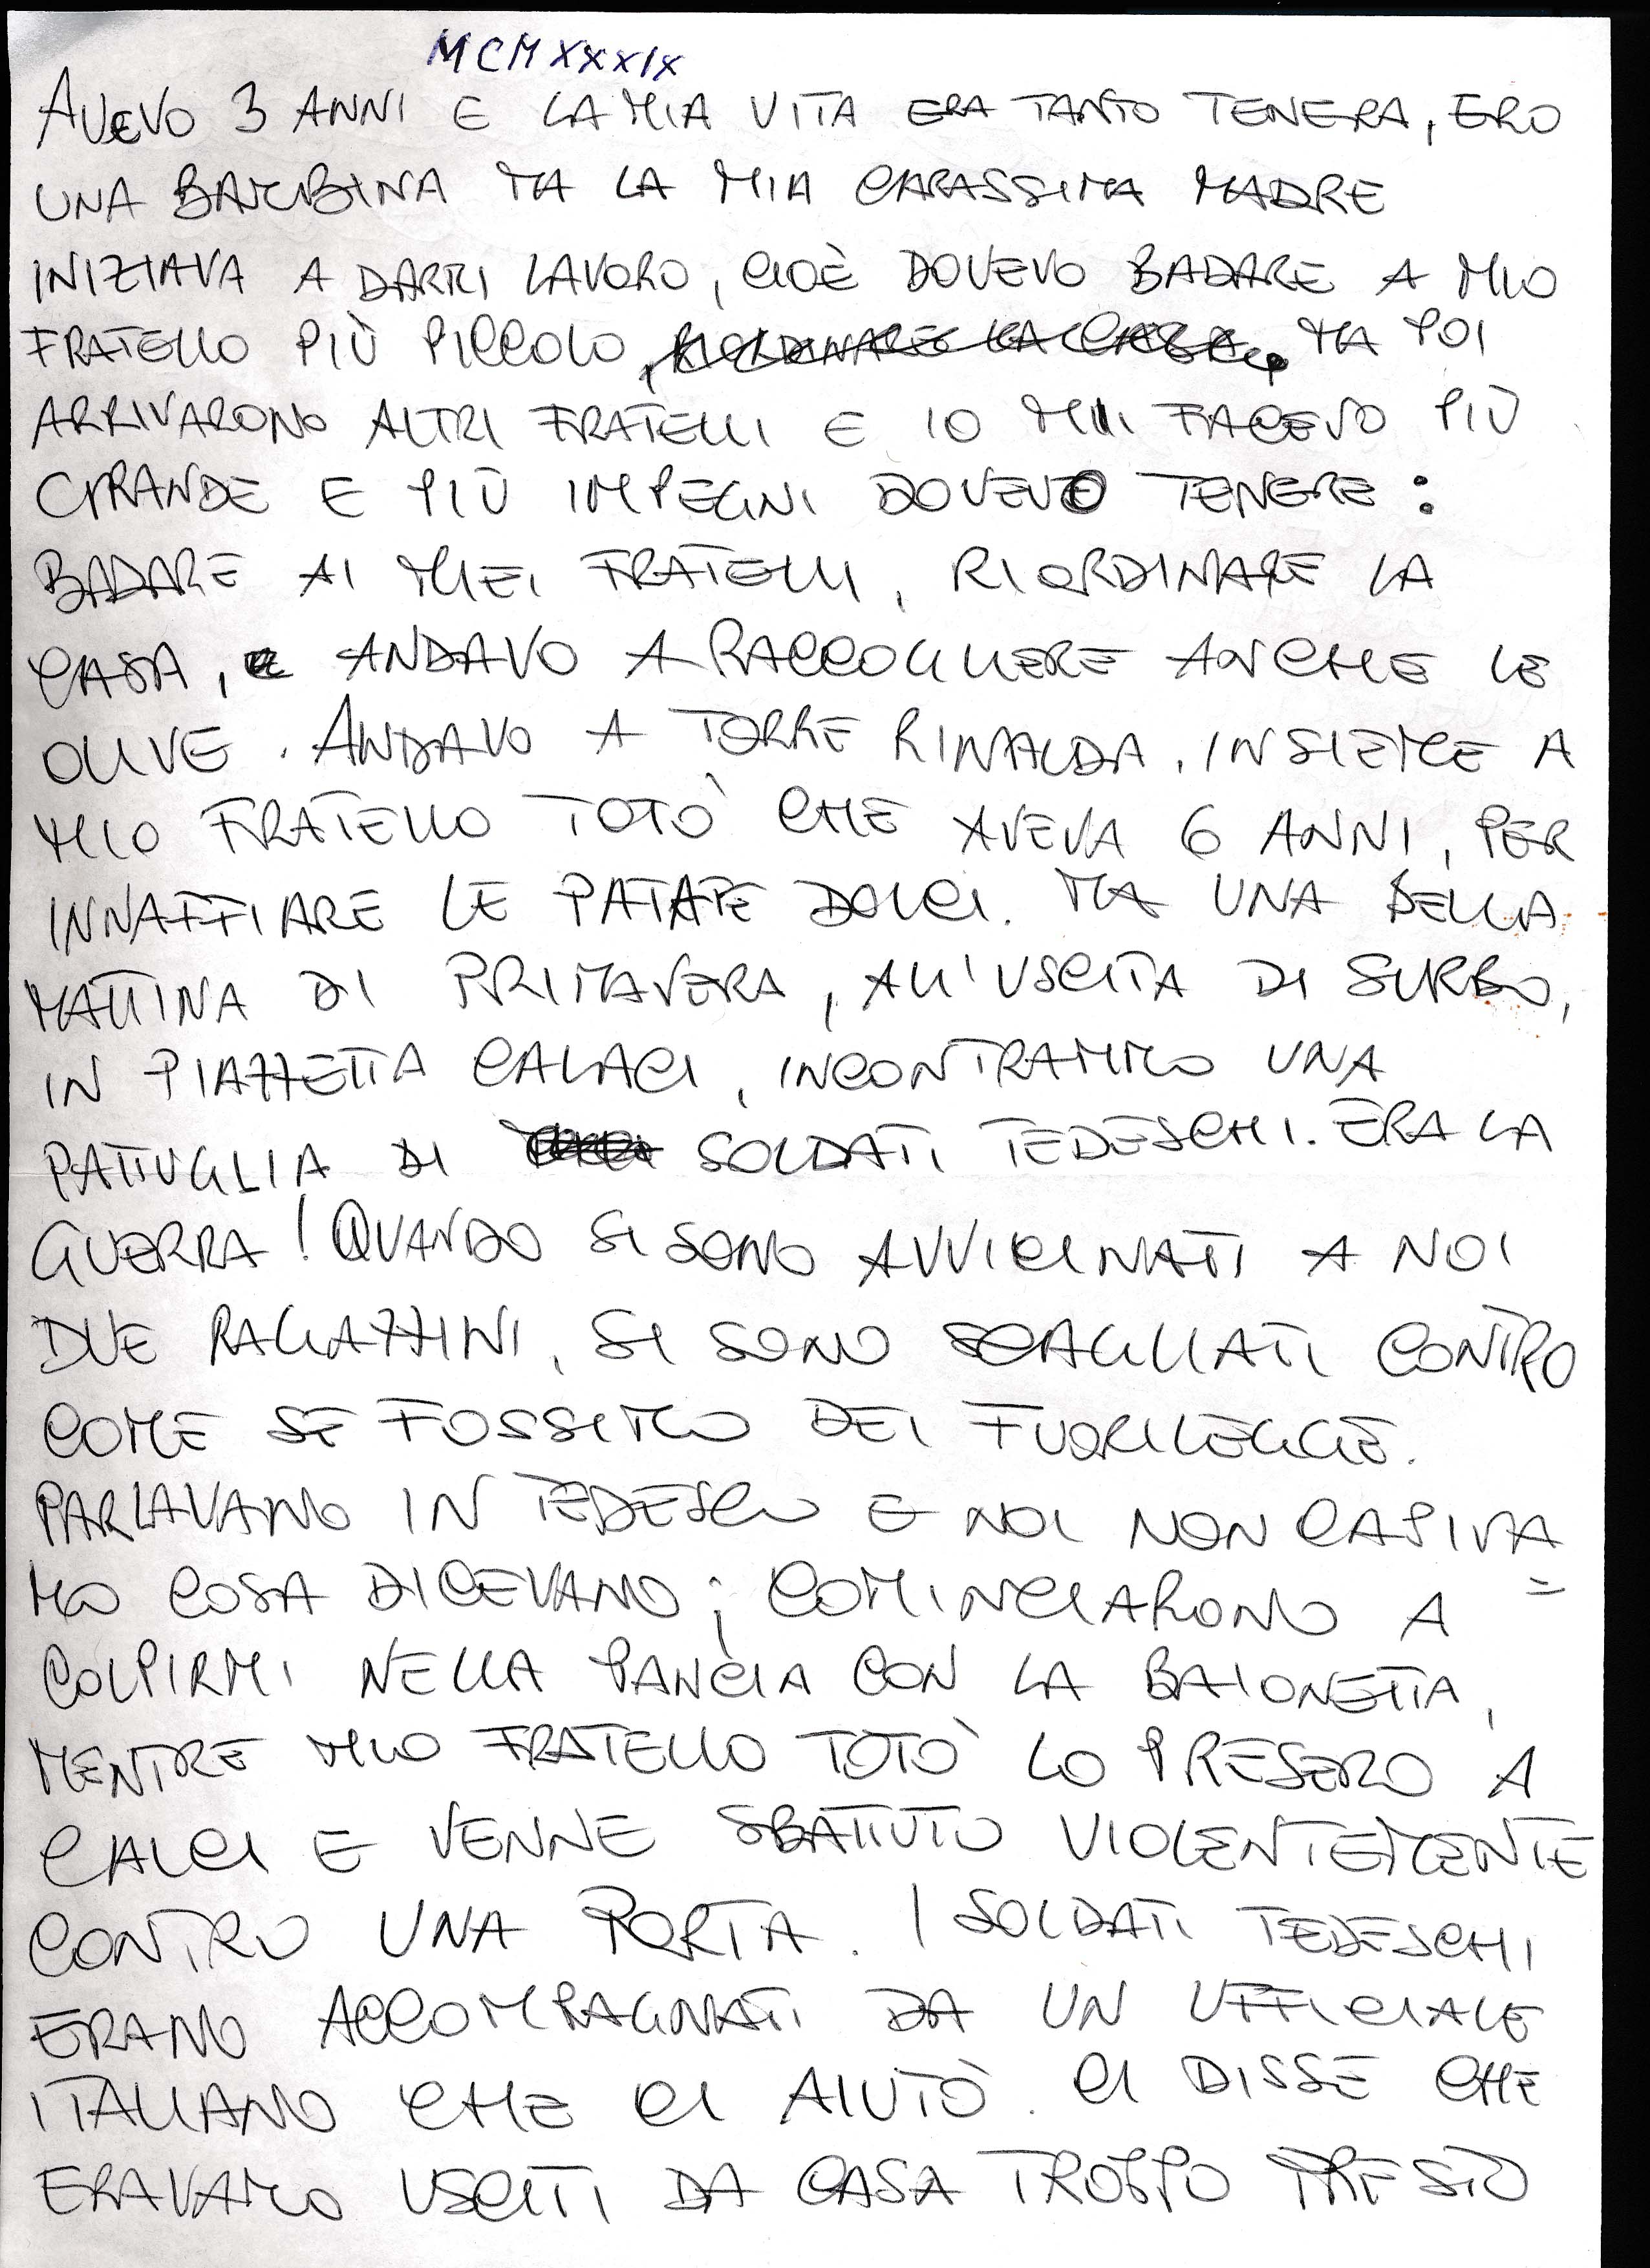 MCMXXXIX
AVEVO 3 ANNI E LA MIA VITA ERA TANTO TENERA, ERO
UNA BAMBINA MA LA MIA CARASSIMA MADRE
INIZIAVA A DARMI LAVORO, CIOÈ DOVEVO BADARE A MIO
FRATELLO PIÙ PICCOLO, RIORDINARE LA CASA, MA POI
ARRIVARONO ALTRI FRATELLI E IO MI FACEVO PIÙ
GRANDE E PIÙ IMPEGNI DOVEVO TENERE:
BADARE AI MIEI FRATELLI, RIORDINARE LA
CASA, ANDAVO A RACCOGLIERE ANCHE LE
OLIVE. ANDAVO A TORRE RINALDA, INSIEME A
MIO FRATELLO TOTÒ CHE AVEVA 6 ANNI, PER
INNAFFIARE LE PATATE DOLCI. MA UNA BELLA
MATTINA DI PRIMAVERA, ALL'USCITA DI SURBO,
IN PIAZZETTA CALACI, INCONTRAMMO UNA
PATTUGLIA DI SOLDATI TEDESCHI. ERA LA
GUERRA! QUANDO SI SONO AVVICINATI A NOI
DUE RAGAZZINI, SI SONO SCAGLIATI CONTRO
COME SE FOSSIMO DEI FUORILEGGE.
PARLAVANO IN TEDESCO E NOI NON CAPIVA=
MO COSA DICEVANO; COMINCIARONO A
COLPIRMI NELLA PANCIA CON LA BAIONETTA,
MENTRE MIO FRATELLO TOTÒ LO PRESERO A
CALCI E VENNE SBATTUTO VIOLENTEMENTE
CONTRO UNA PORTA. I SOLDATI TEDESCHI
ERANO ACCOMPAGNATI DA UN UFFICIALE
ITALIANO CHE CI AIUTÒ. CI DISSE CHE
ERAVAMO USCITI DA CASA TROPPO PRESTO